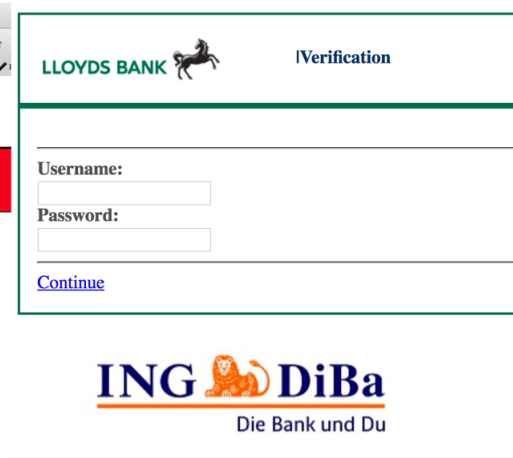 LLOYDS BANK
|Verification
Username:
Password:
Continue
ING DiBa
Die Bank und Du